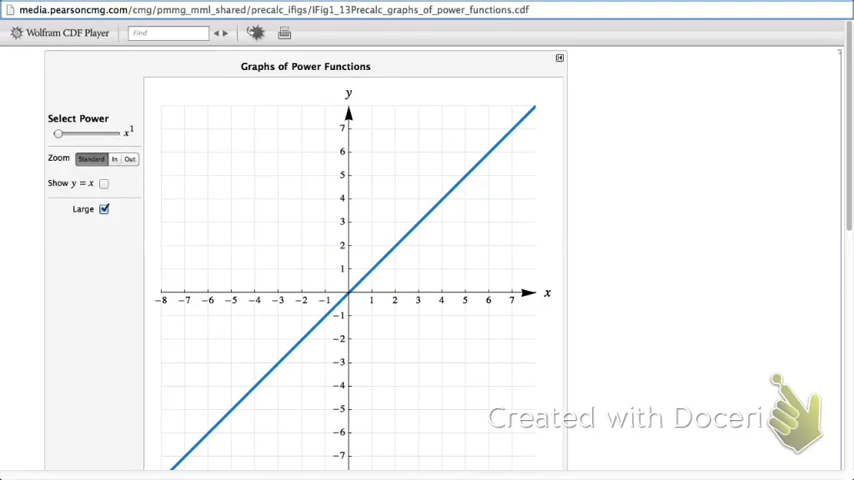 media.pearsoncmg.com/cmg/pmmg_mml_shared/precalc_ifigs/IFig1_13Precalc_graphs_of_power_functions.cdf
Wolfram CDF Player
Find
Graphs of Power Functions
Select Power
x^1
Zoom Standard In Out
Show y = x
Large
y
7
6
5
4
3
2
1
-8 -7 -6 -5 -4 -3 -2 -1 1 2 3 4 5 6 7 x
-1
-2
-3
-4
-5
-6
-7
Created with Doceri